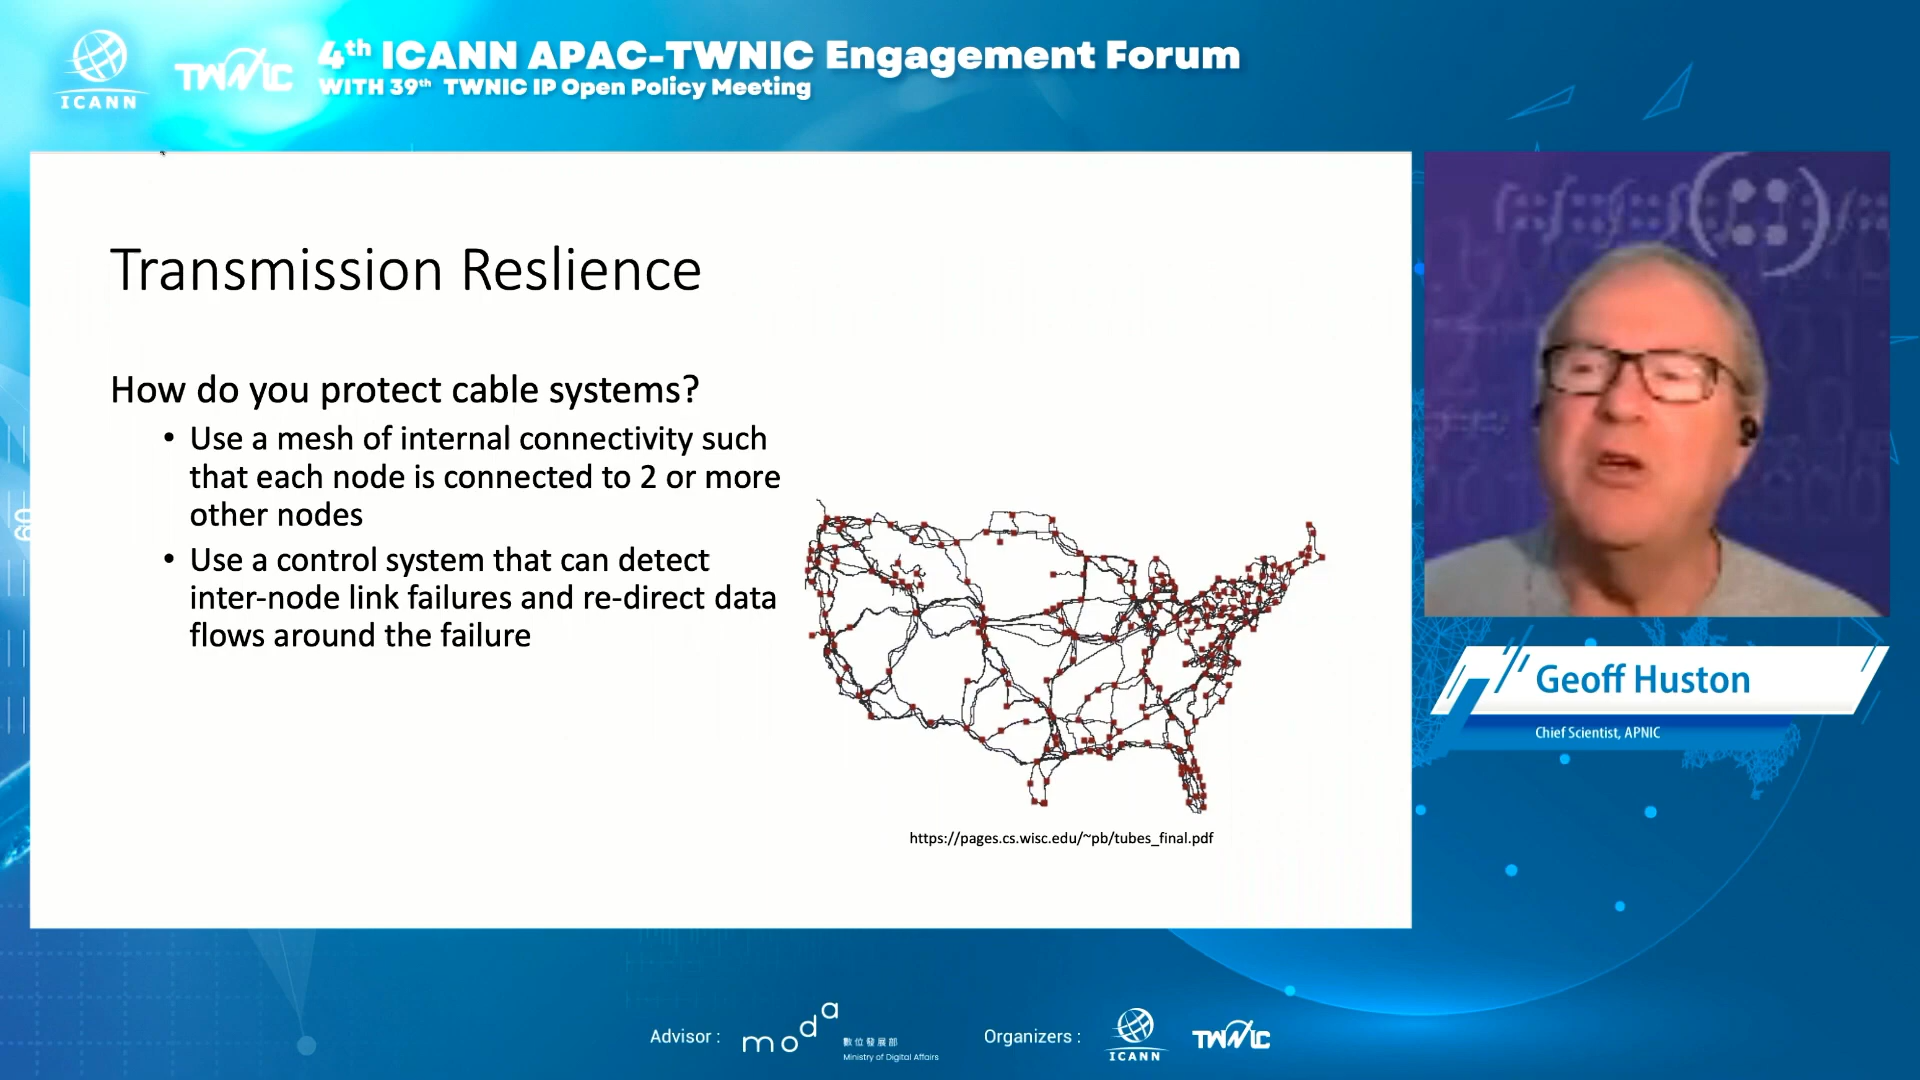 ICANN
TWNIC
4th ICANN APAC-TWNIC Engagement Forum
WITH 39th TWNIC IP Open Policy Meeting
Transmission Reslience
How do you protect cable systems?
• Use a mesh of internal connectivity such
that each node is connected to 2 or more
other nodes
• Use a control system that can detect
inter-node link failures and re-direct data
flows around the failure
https://pages.cs.wisc.edu/~pb/tubes_final.pdf
Geoff Huston
Chief Scientist, APNIC
Advisor :
moda
數位發展部
Ministry of Digital Affairs
Organizers :
ICANN
TWNIC